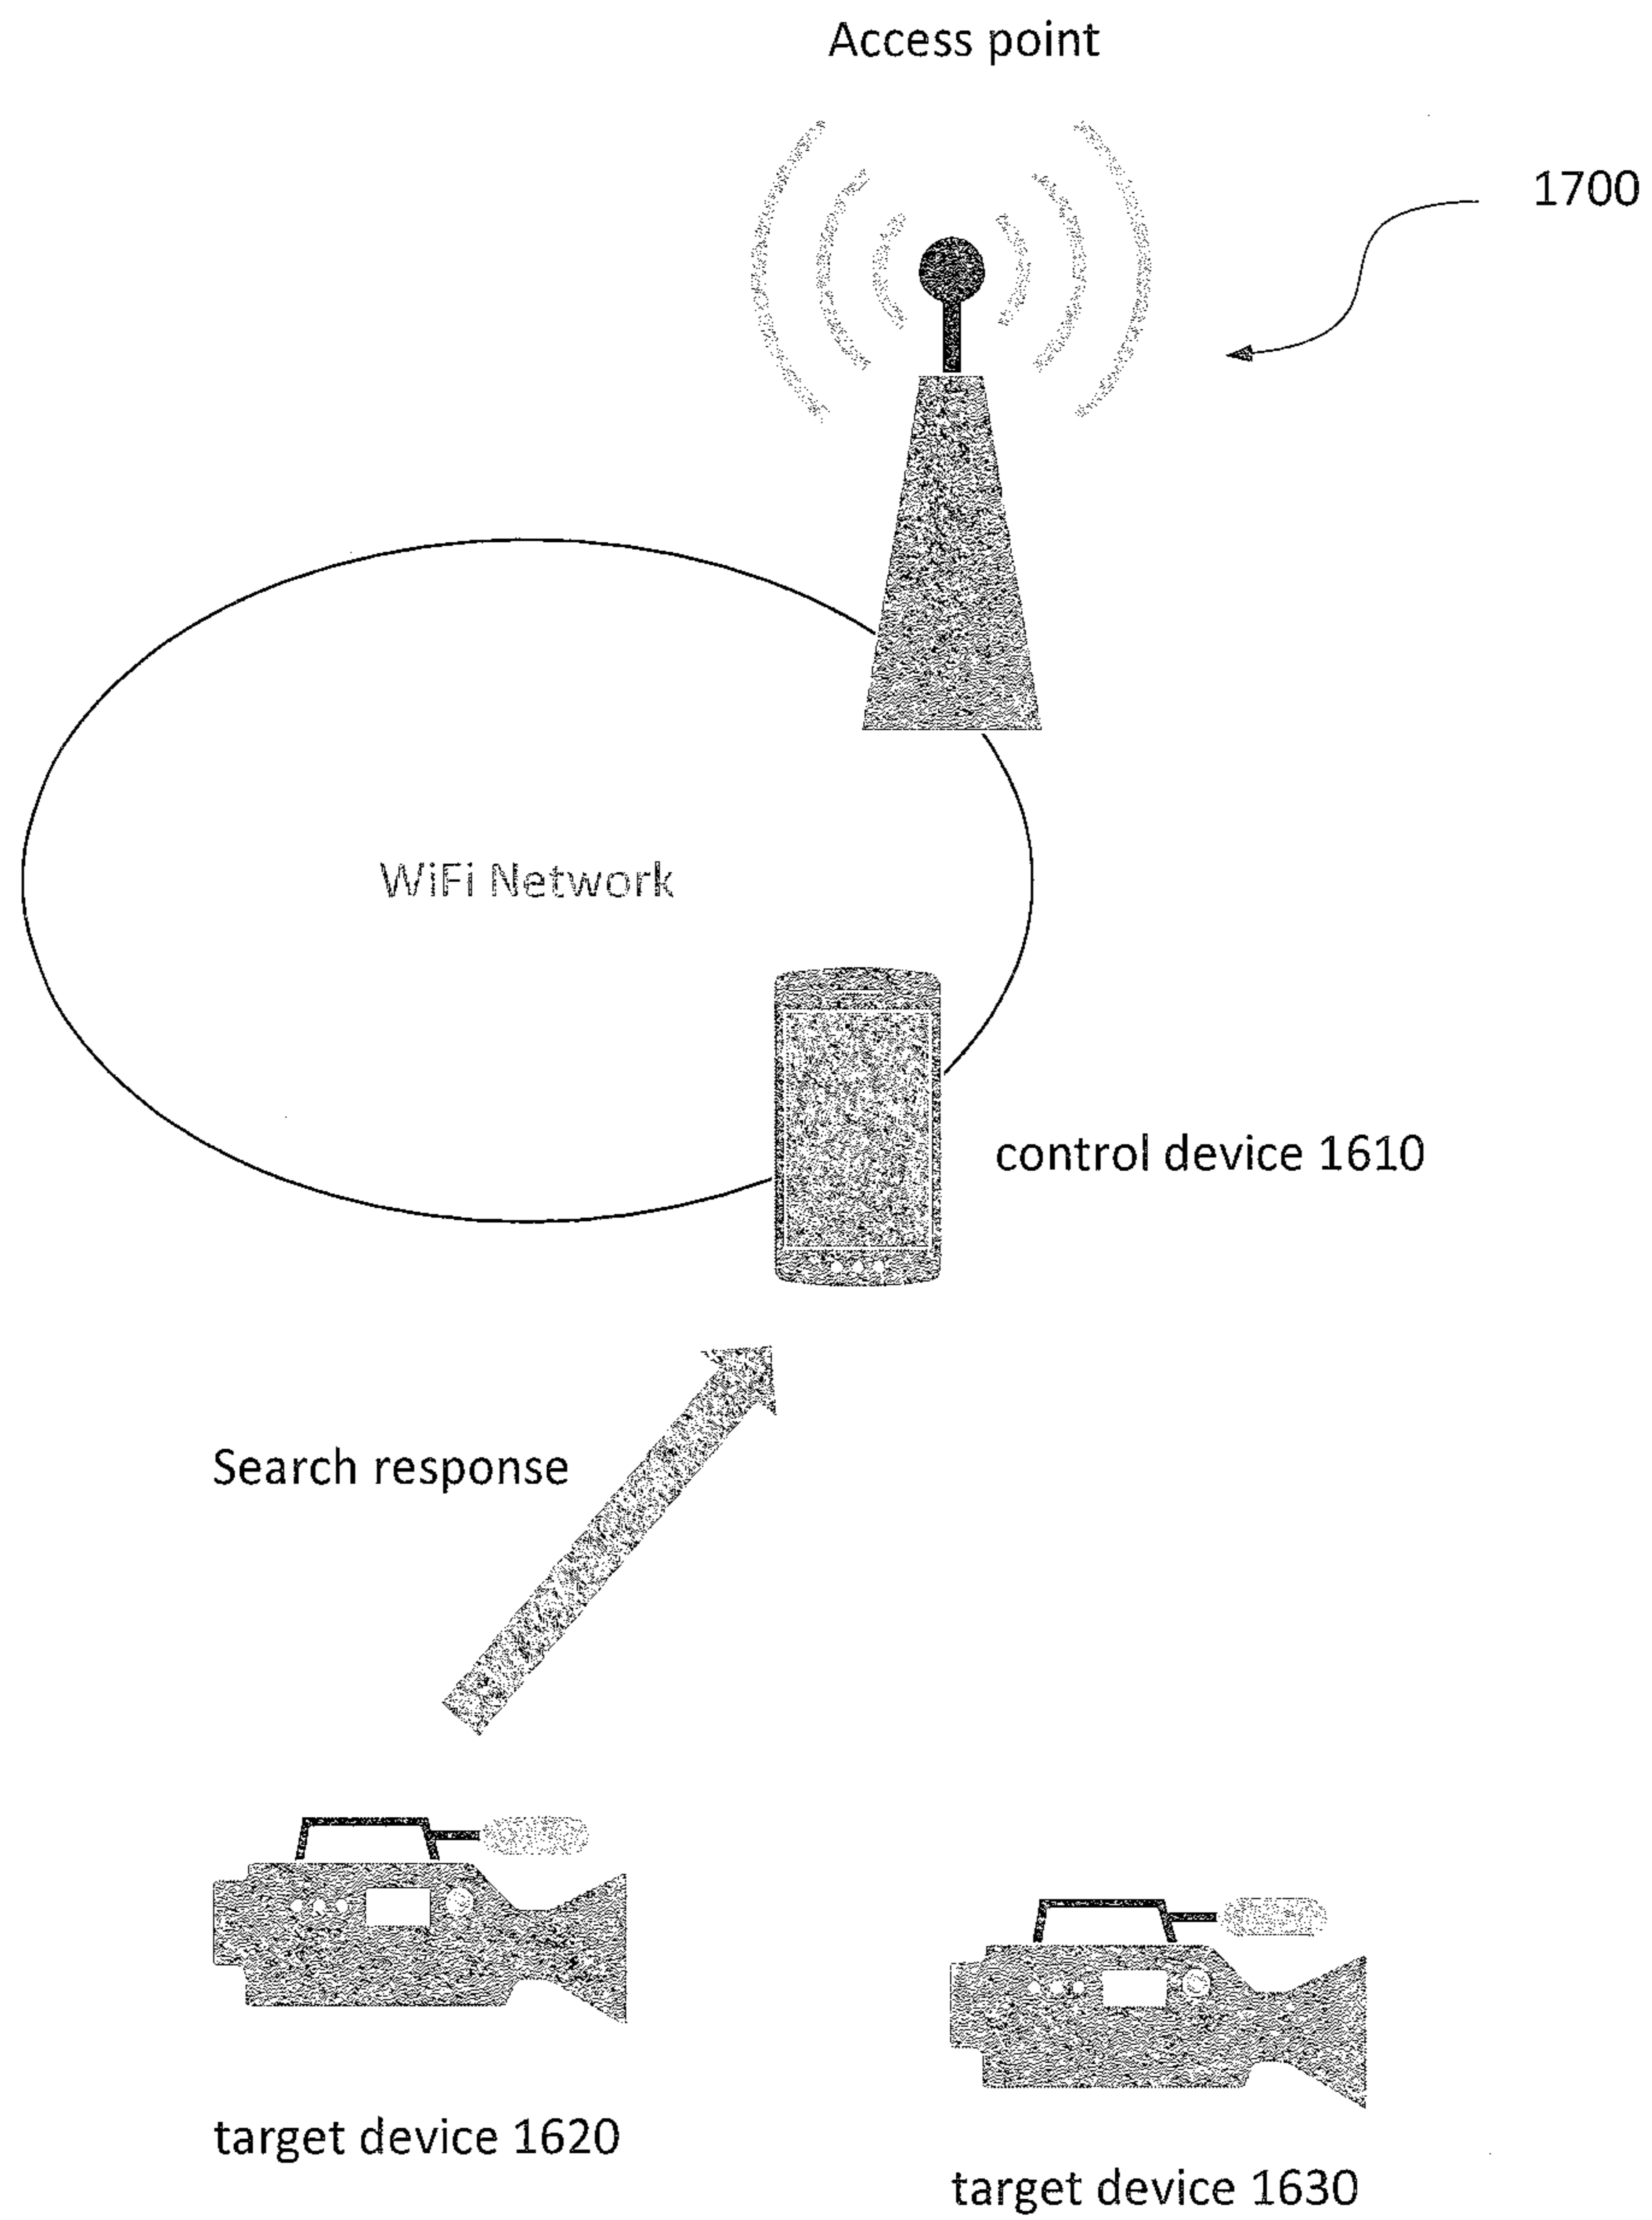 Access point
1700
WiFi Network
control device 1610
Search response
target device 1620
target device 1630